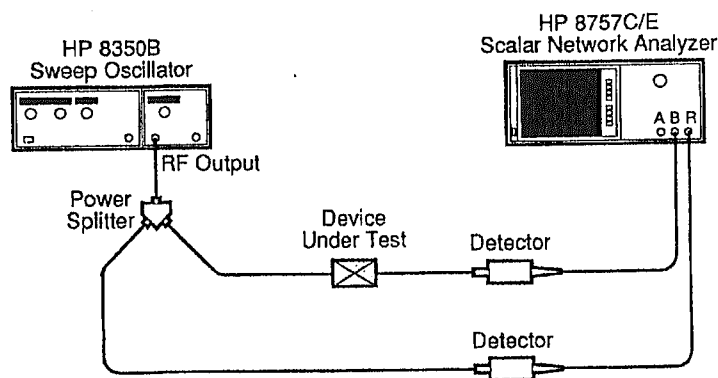 HP 8350B
Sweep Oscillator
HP 8757C/E
Scalar Network Analyzer
A B R
RF Output
Power
Splitter
Device
Under Test
Detector
Detector